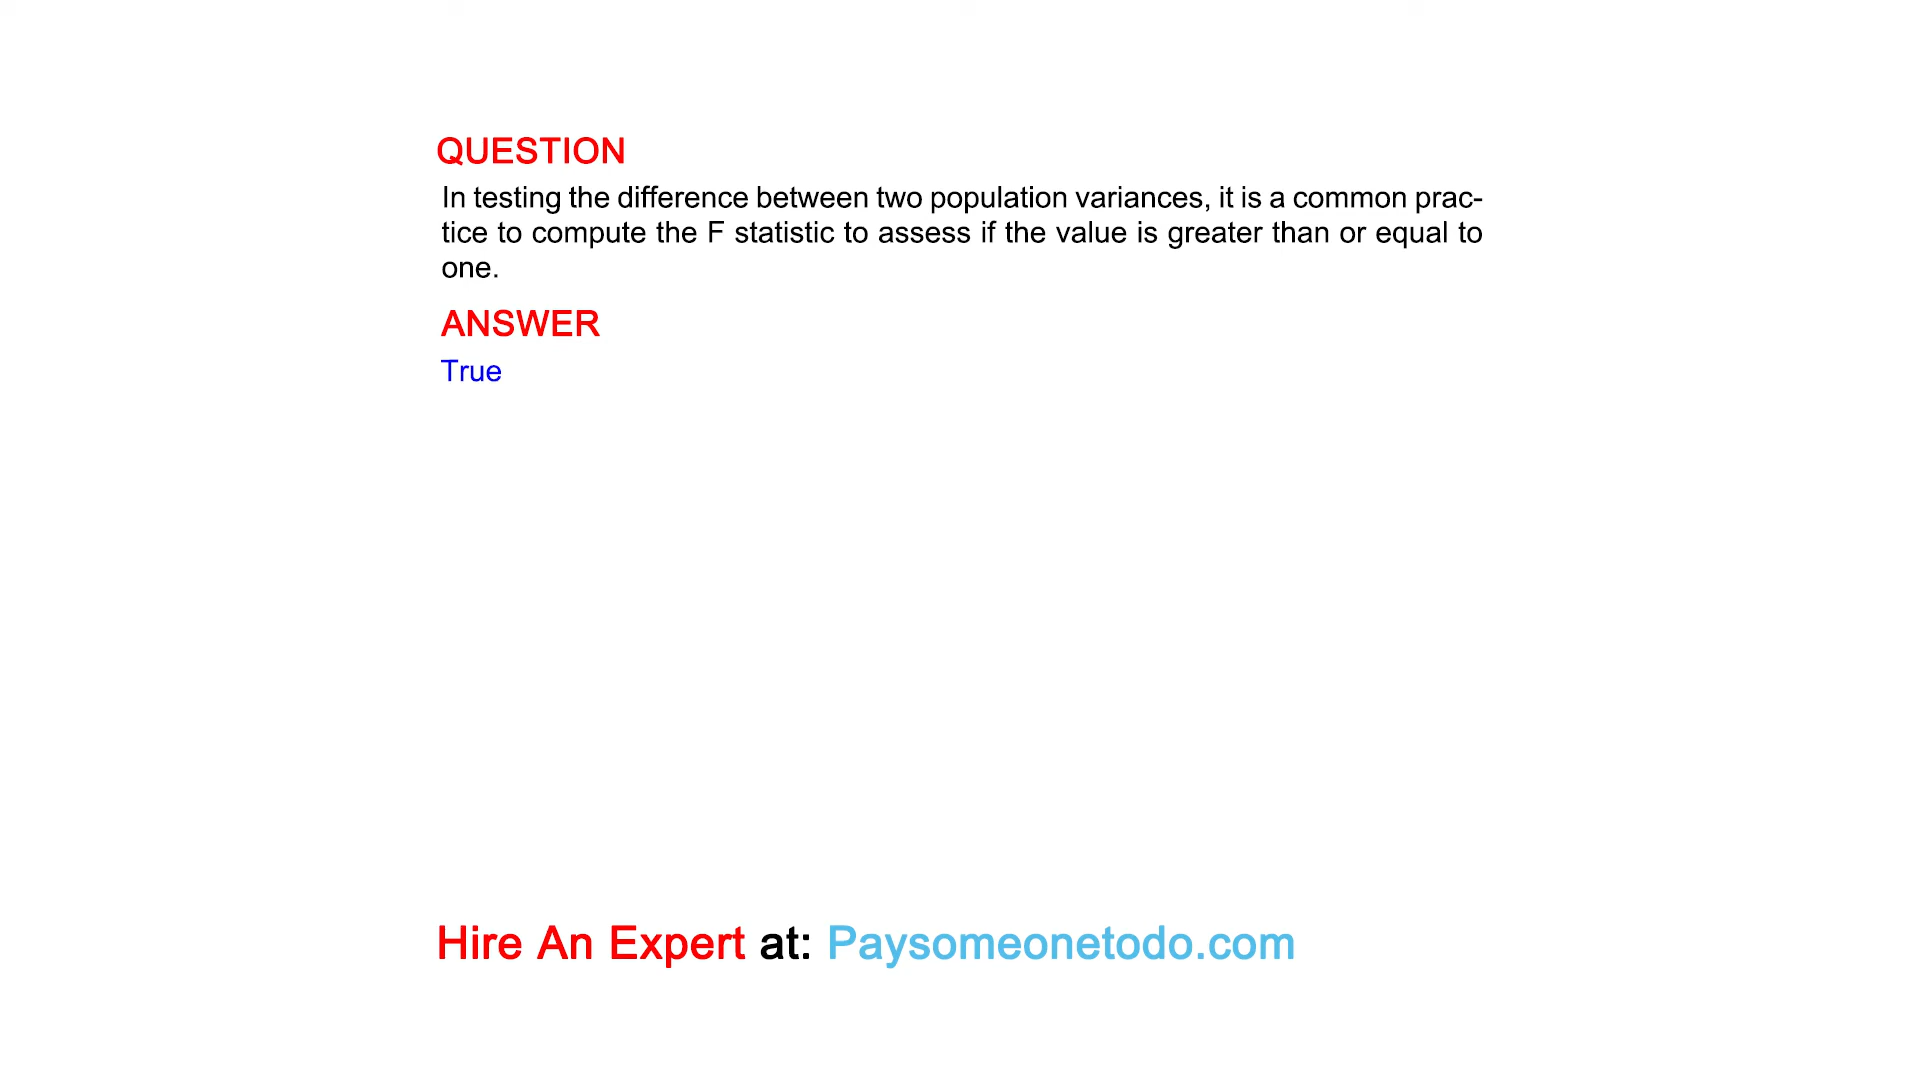 QUESTION
In testing the difference between two population variances, it is a common prac-
tice to compute the F statistic to assess if the value is greater than or equal to
one.
ANSWER
True
Hire An Expert at: Paysomeonetodo.com